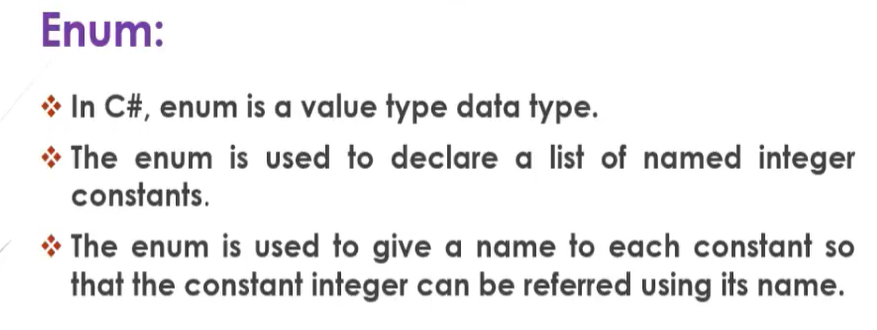 Enum:
In C#, enum is a value type data type.
The enum is used to declare a list of named integer
constants.
The enum is used to give a name to each constant so
that the constant integer can be referred using its name.